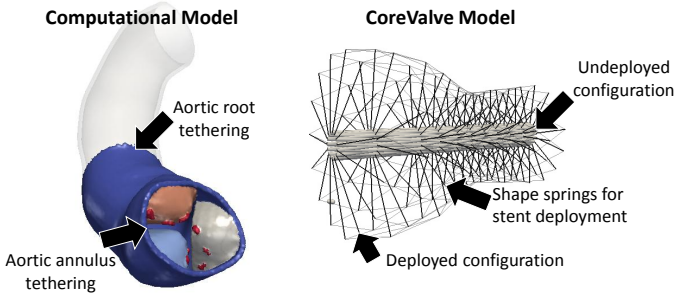 Computational Model
CoreValve Model
Aortic root
tethering
Aortic annulus
tethering
Undeployed
configuration
Shape springs for
stent deployment
Deployed configuration